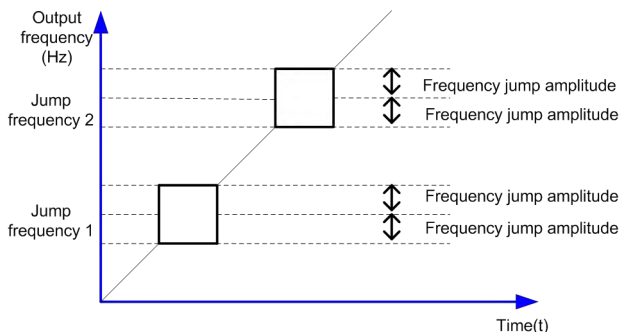 Output
frequency
(Hz)
Frequency jump amplitude
Jump
frequency 2
Frequency jump amplitude
Frequency jump amplitude
Jump
frequency 1
Frequency jump amplitude
Time(t)